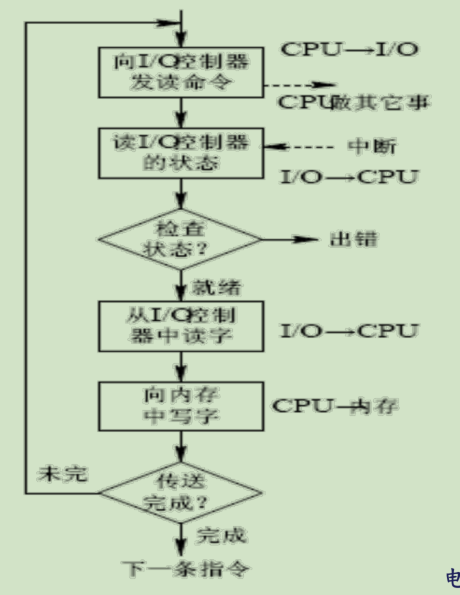 向I/O控制器
发读命令
CPU→I/O
CPU做其它事
读I/O控制器
的状态
中断
I/O→CPU
检查
状态?
出错
就绪
从I/O控制
器中读字
I/O→CPU
向内存
中写字
CPU→内存
未完
传送
完成?
完成
下一条指令